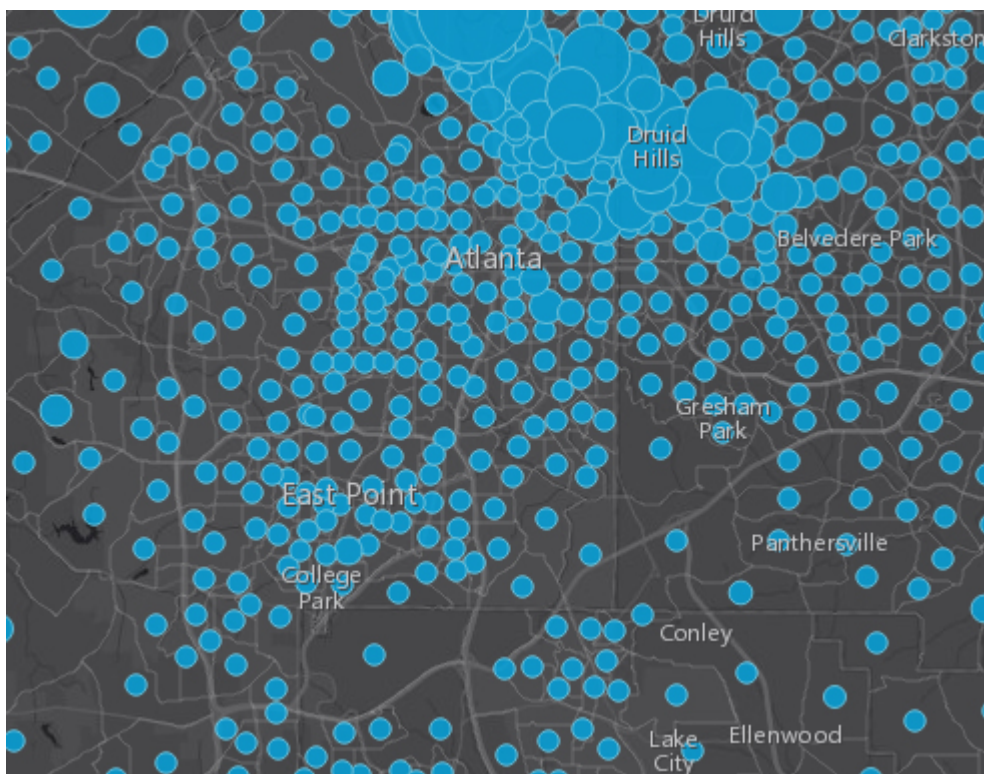 Druid
Hills
Clarkston
Druid
Hills
Belvedere Park
Atlanta
Gresham
Park
East Point
Panthersville
College
Park
Conley
Ellenwood
Lake
City